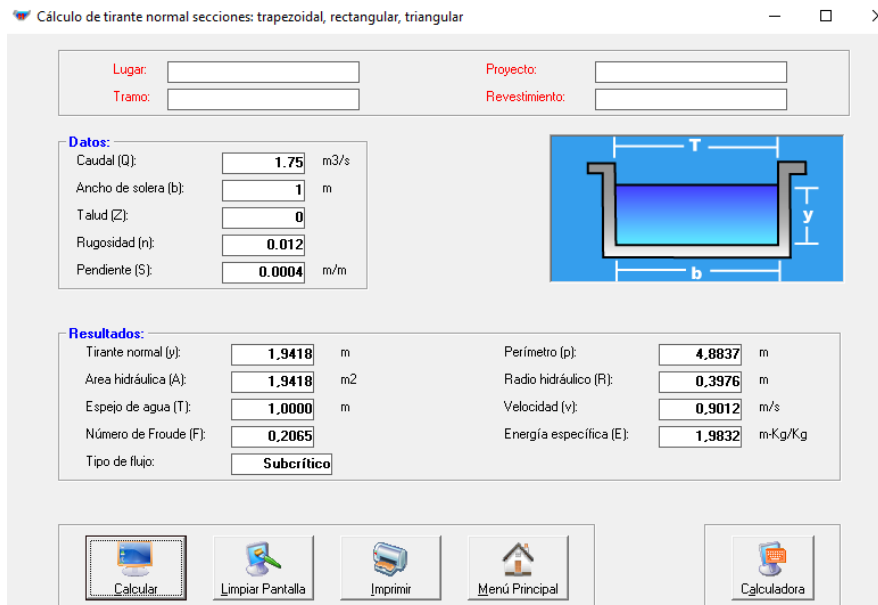 Cálculo de tirante normal secciones: trapezoidal, rectangular, triangular
Lugar: Proyecto:
Tramo: Revestimiento:
Datos:
Caudal (Q): 1.75 m3/s
Ancho de solera (b): 1 m
Talud (Z): 0
Rugosidad (n): 0.012
Pendiente (S): 0.0004 m/m
T
y
b
Resultados:
Tirante normal (y): 1,9418 m Perímetro (p): 4,8837 m
Area hidráulica (A): 1,9418 m2 Radio hidráulico (R): 0,3976 m
Espejo de agua (T): 1,0000 m Velocidad (v): 0,9012 m/s
Número de Froude (F): 0,2065 Energía específica (E): 1,9832 m-Kg/Kg
Tipo de flujo: Subcrítico
Calcular Limpiar Pantalla Imprimir Menú Principal Calculadora